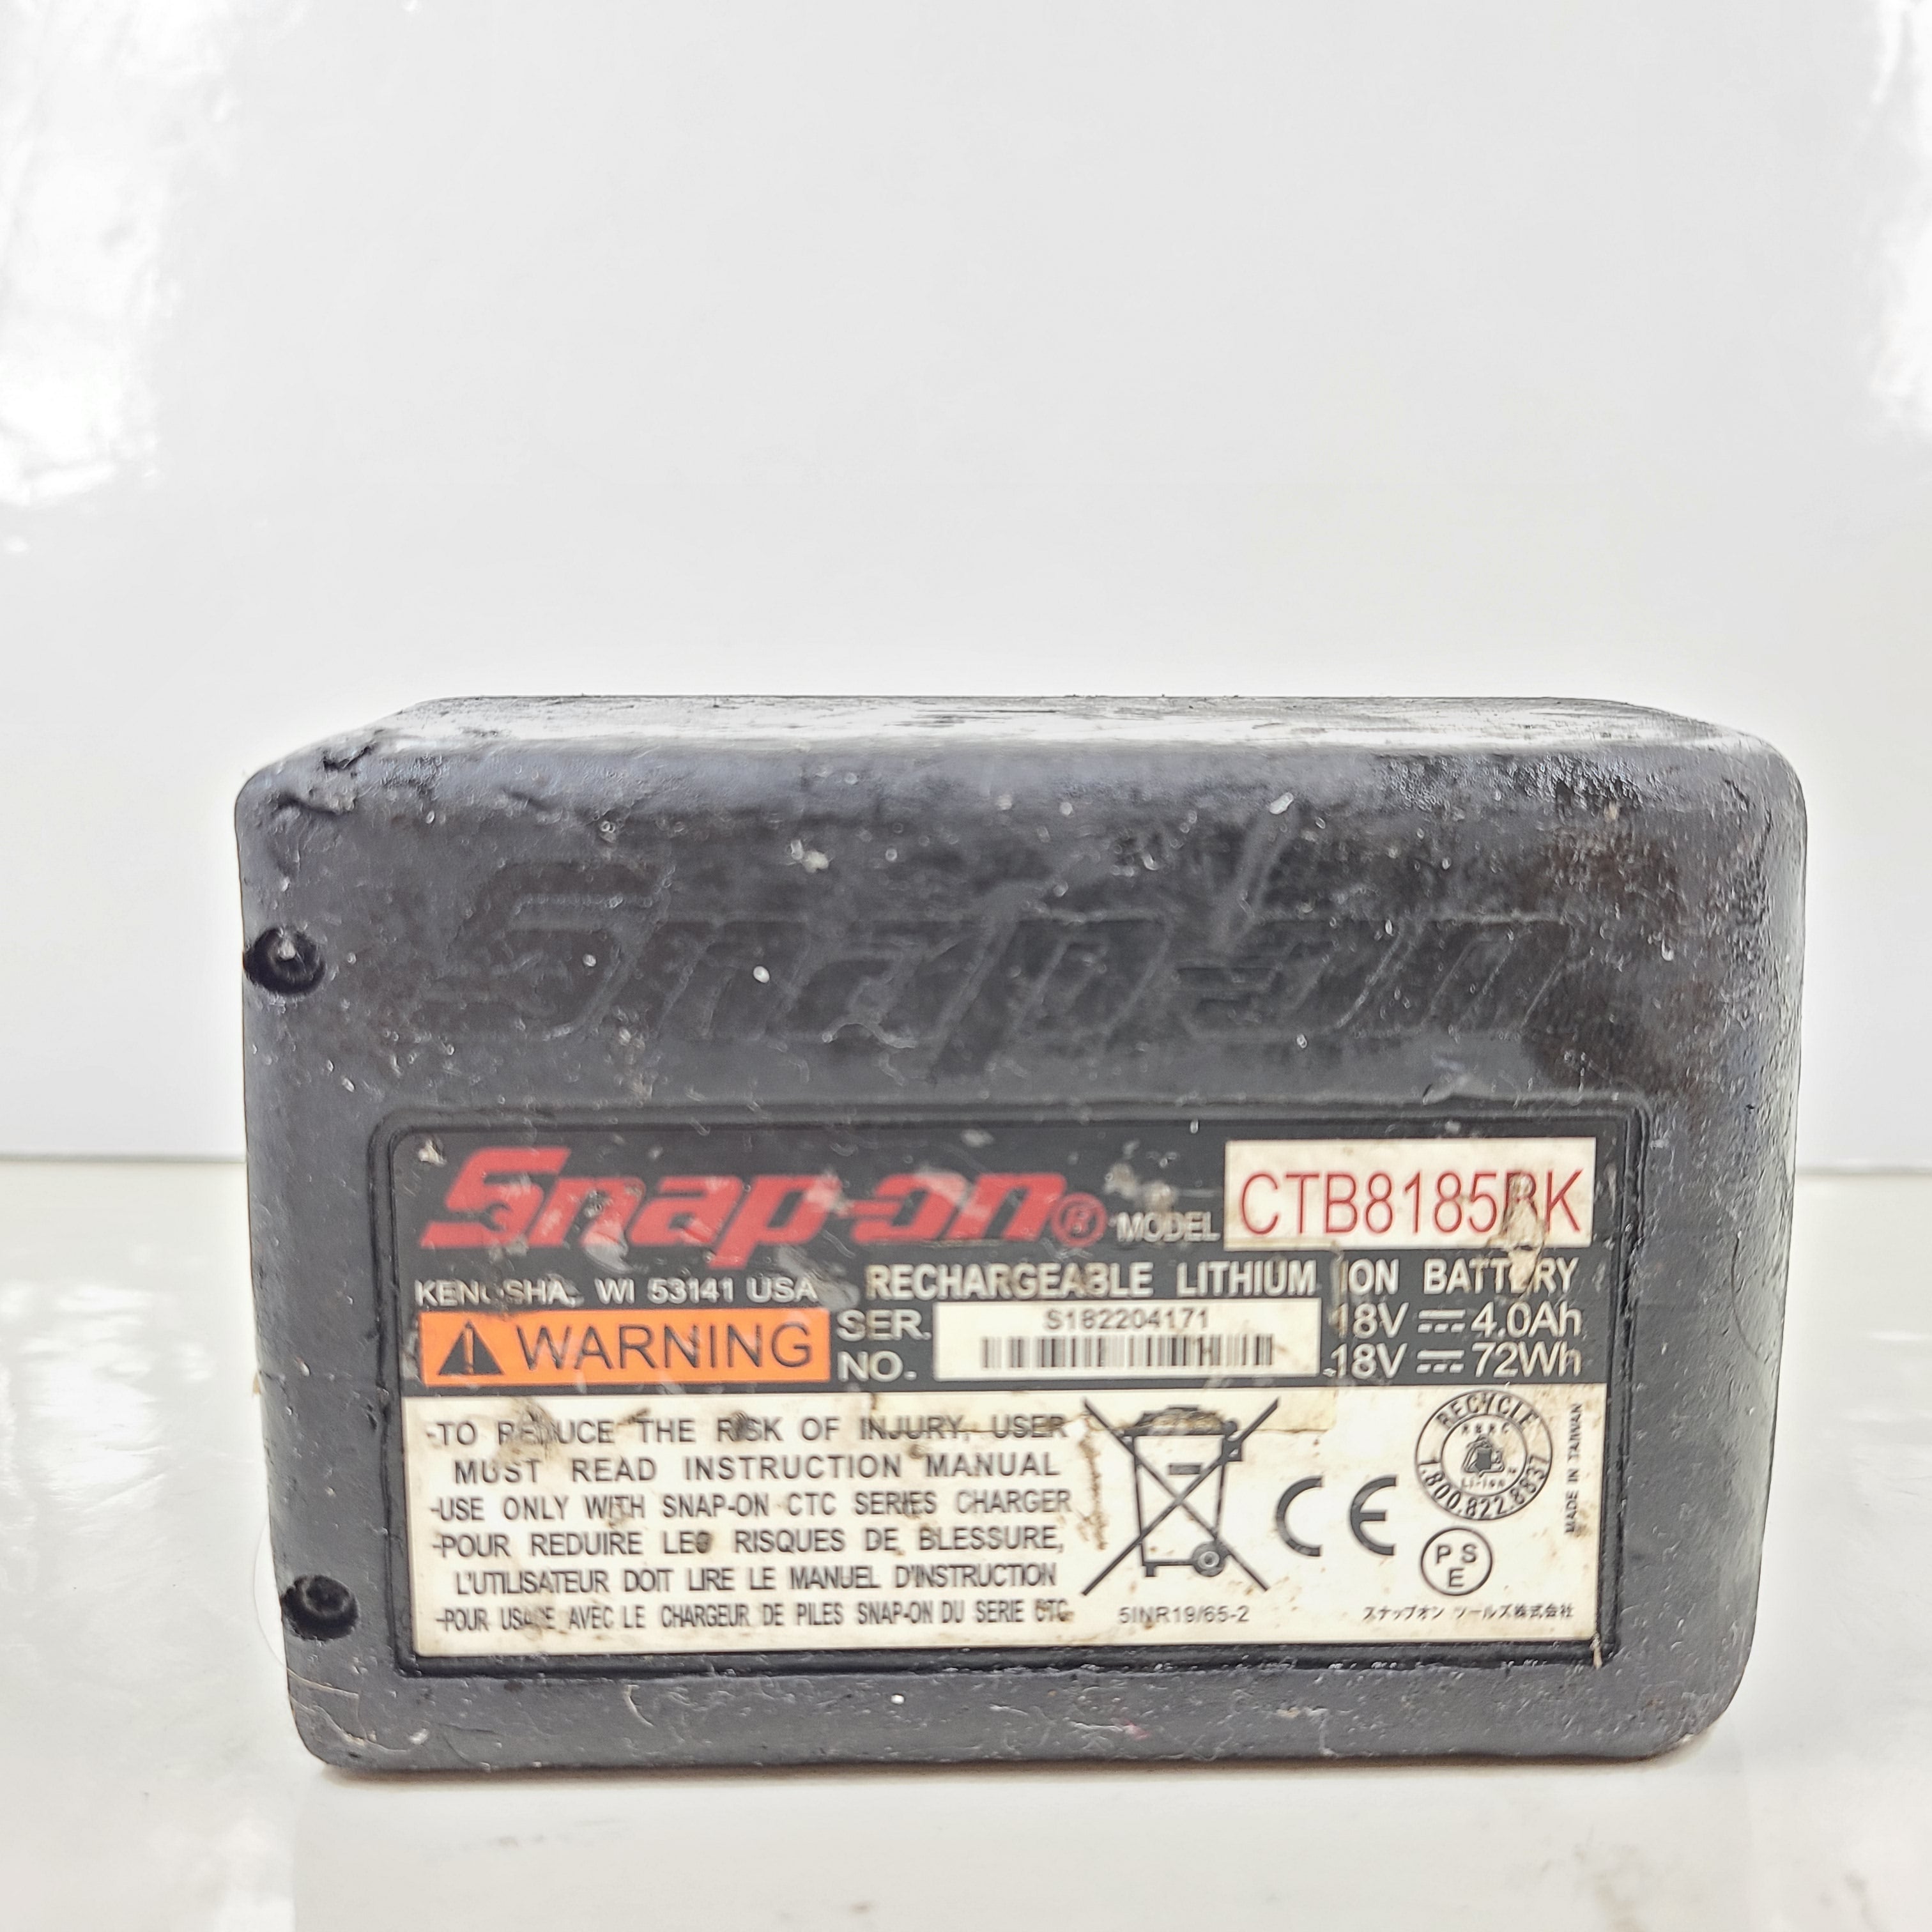 Snap-on
Snap-on® MODEL CTB8185BK
KENOSHA, WI 53141 USA RECHARGEABLE LITHIUM ION BATTERY
WARNING SER. NO. S182204171 18V ⎓ 4.0Ah
18V ⎓ 72Wh
-TO REDUCE THE RISK OF INJURY, USER
MUST READ INSTRUCTION MANUAL
-USE ONLY WITH SNAP-ON CTC SERIES CHARGER
-POUR REDUIRE LES RISQUES DE BLESSURE,
L'UTILISATEUR DOIT LIRE LE MANUEL D'INSTRUCTION
-POUR USAGE AVEC LE CHARGEUR DE PILES SNAP-ON DU SERIE CTC
5INR19/65-2
CE
RECYCLE
RBRC
Li-Ion
1.800.822.8837
PSE
MADE IN TAIWAN
スナップオン ツールズ株式会社